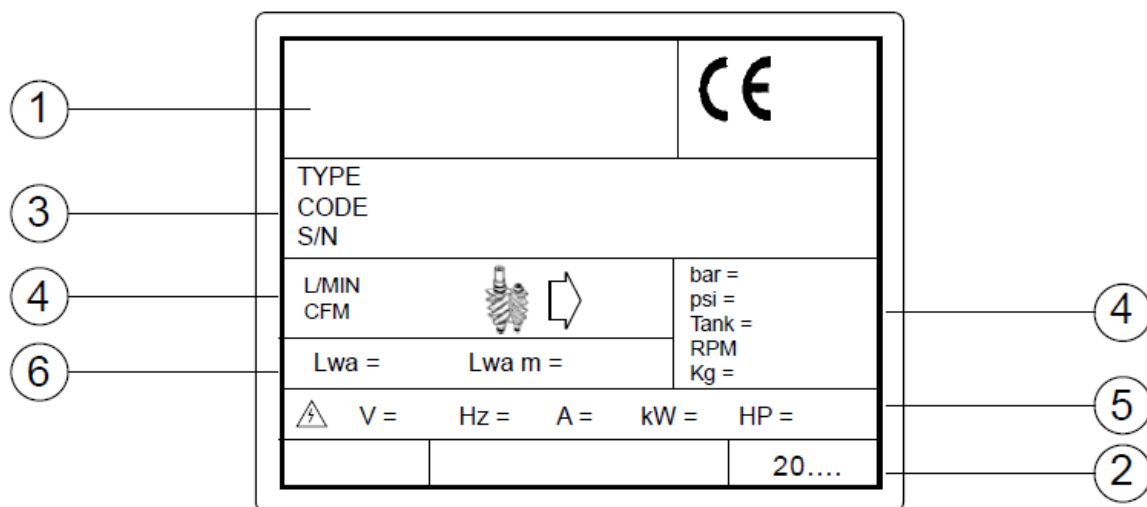 1
CE
TYPE
3
CODE
S/N
4
L/MIN
CFM
bar =
psi =
Tank =
RPM
Kg =
4
6
Lwa = Lwa m =
V = Hz = A = kW = HP =
5
20....
2